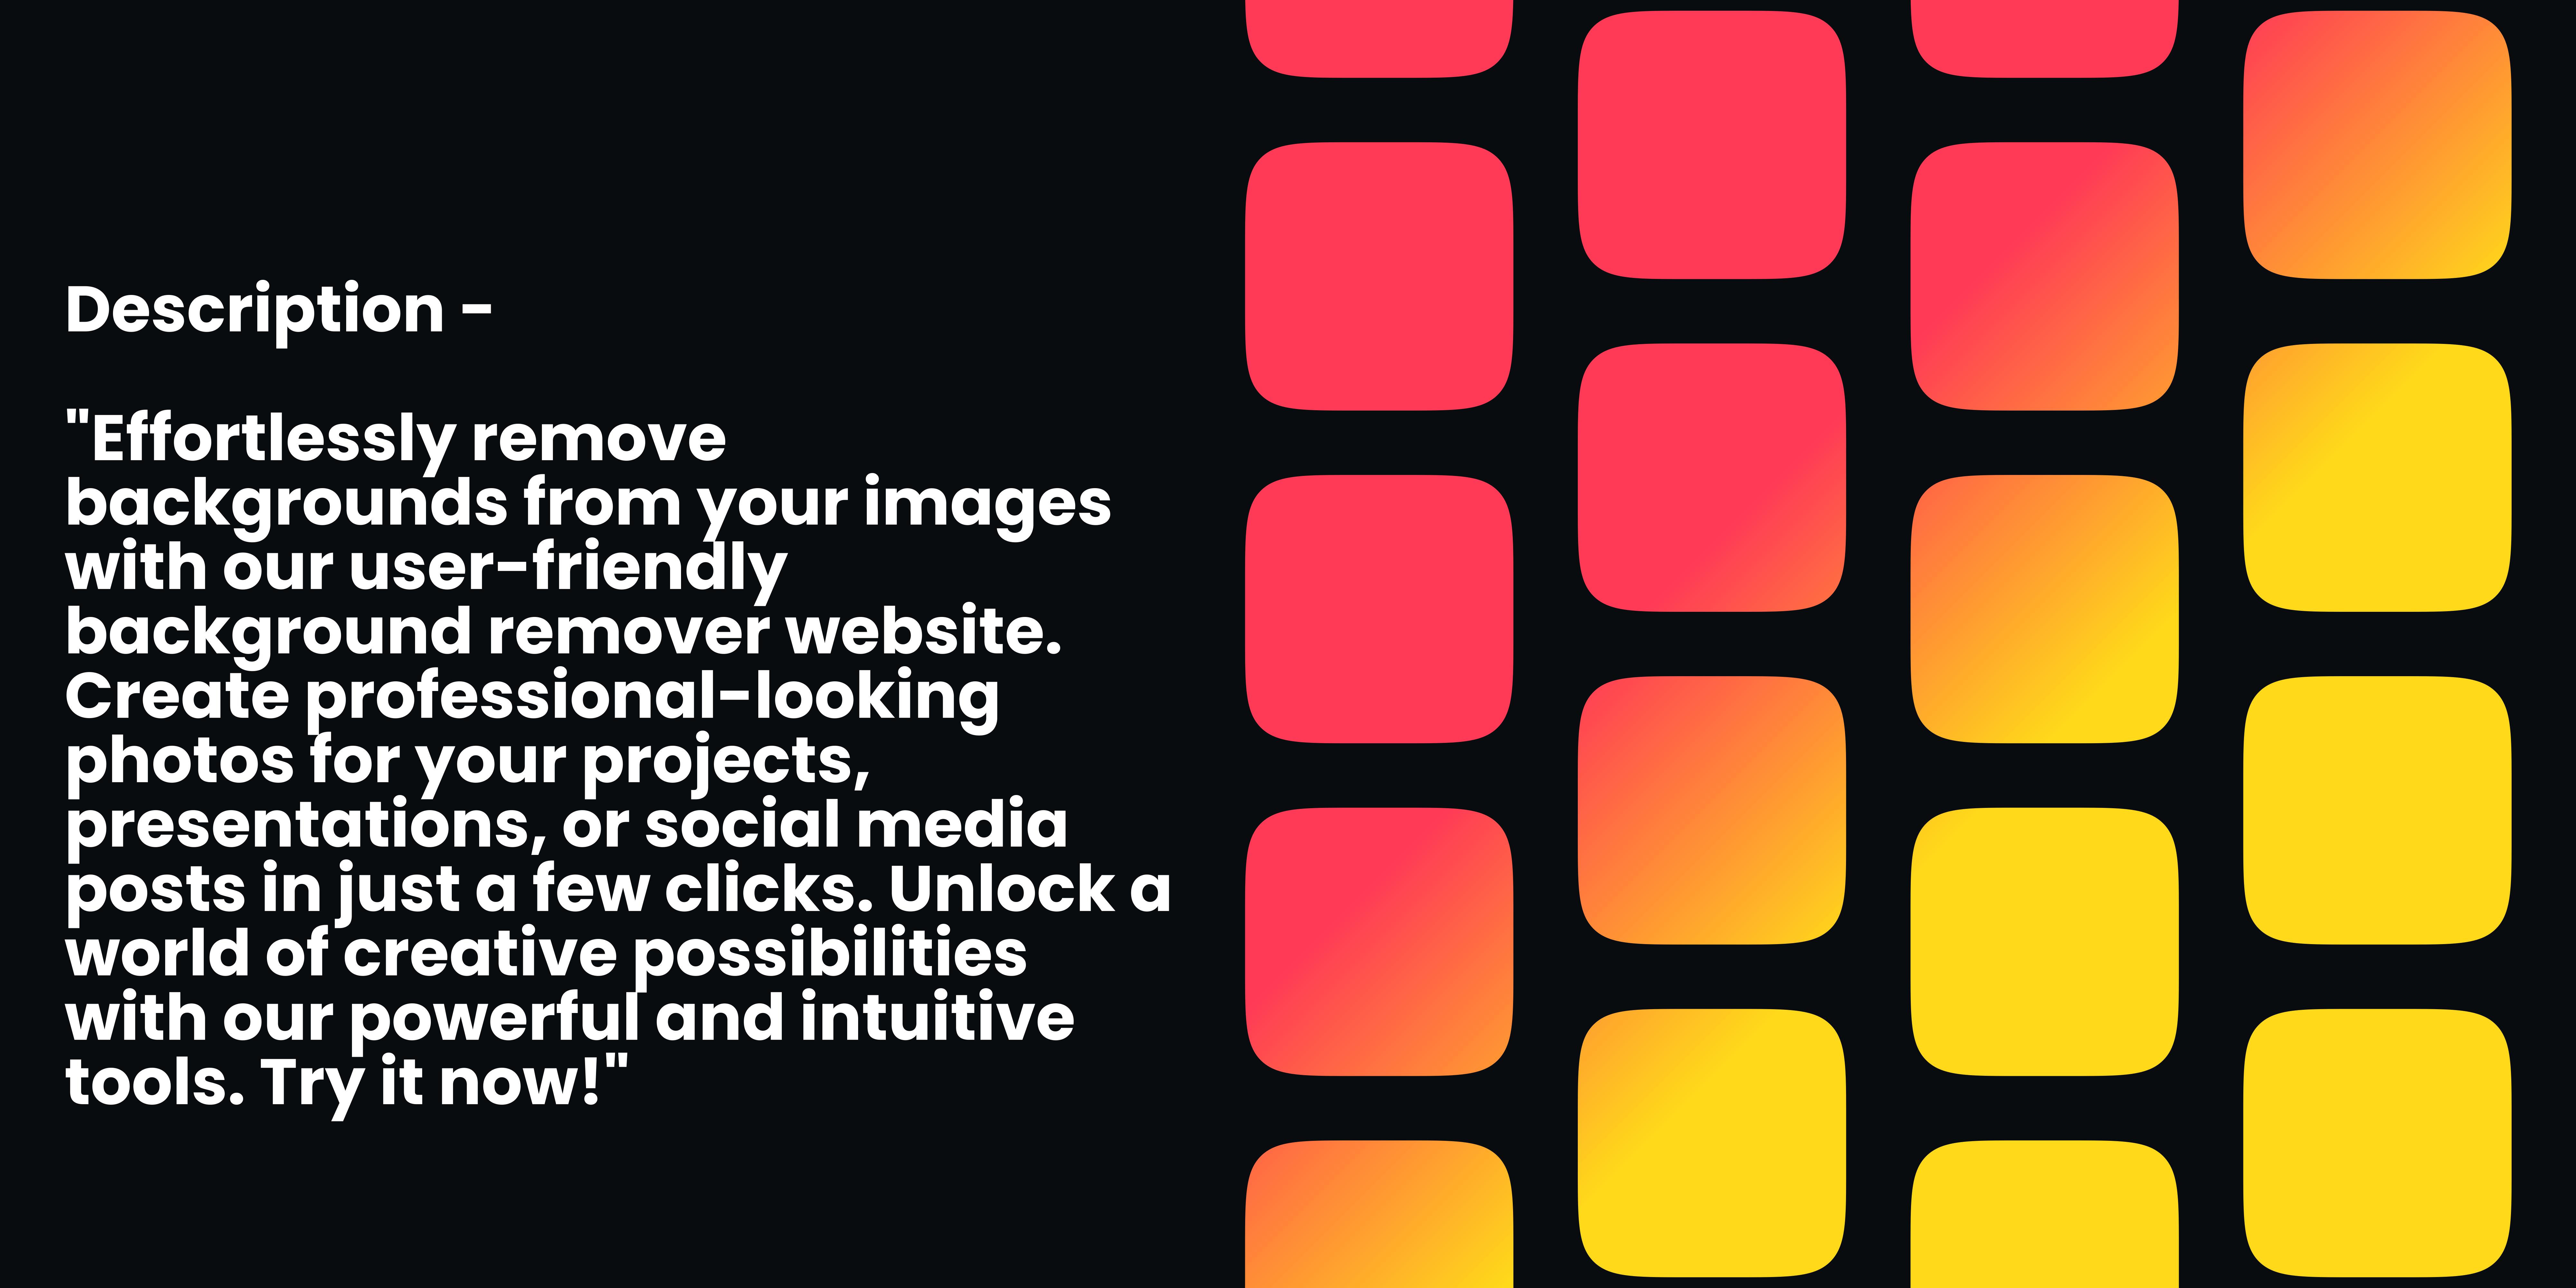 Description -
"Effortlessly remove
backgrounds from your images
with our user-friendly
background remover website.
Create professional-looking
photos for your projects,
presentations, or social media
posts in just a few clicks. Unlock a
world of creative possibilities
with our powerful and intuitive
tools. Try it now!"